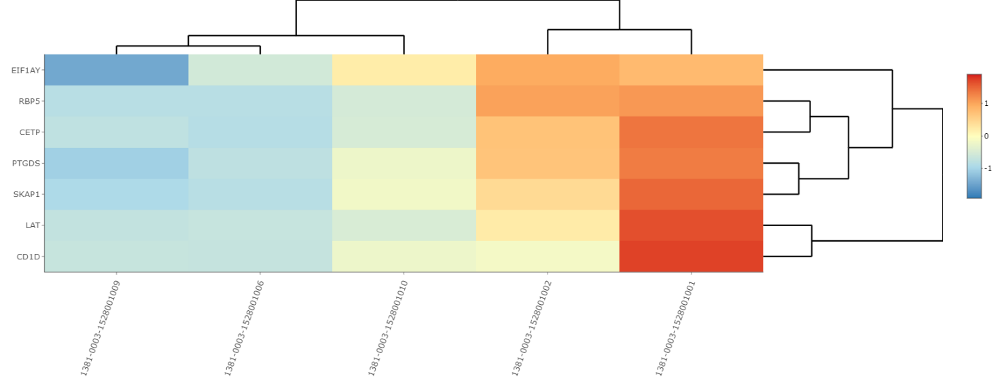 EIF1AY
RBP5
CETP
PTGDS
SKAP1
LAT
CD1D
1
0
-1
1381-0003-1528001009
1381-0003-1528001006
1381-0003-1528001010
1381-0003-1528001002
1381-0003-1528001001